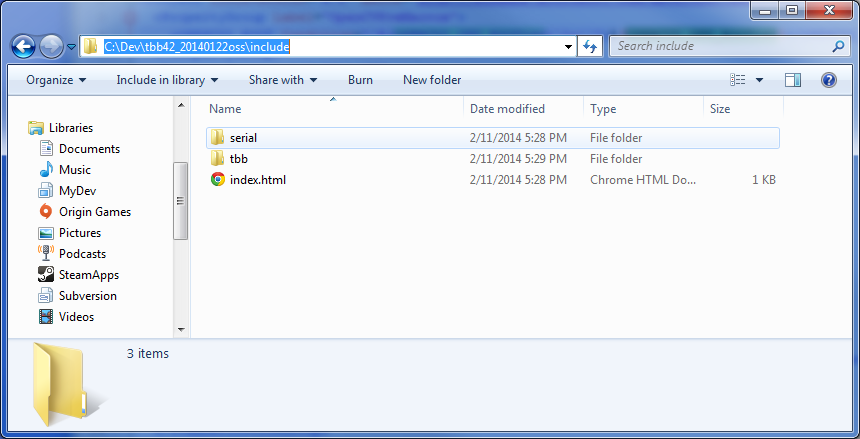 C:\Dev\tbb42_20140122oss\include
Search include
Organize Include in library Share with Burn New folder
Name Date modified Type Size
Libraries
Documents
Music
MyDev
Origin Games
Pictures
Podcasts
SteamApps
Subversion
Videos
serial 2/11/2014 5:28 PM File folder
tbb 2/11/2014 5:29 PM File folder
index.html 2/11/2014 5:28 PM Chrome HTML Do... 1 KB
3 items